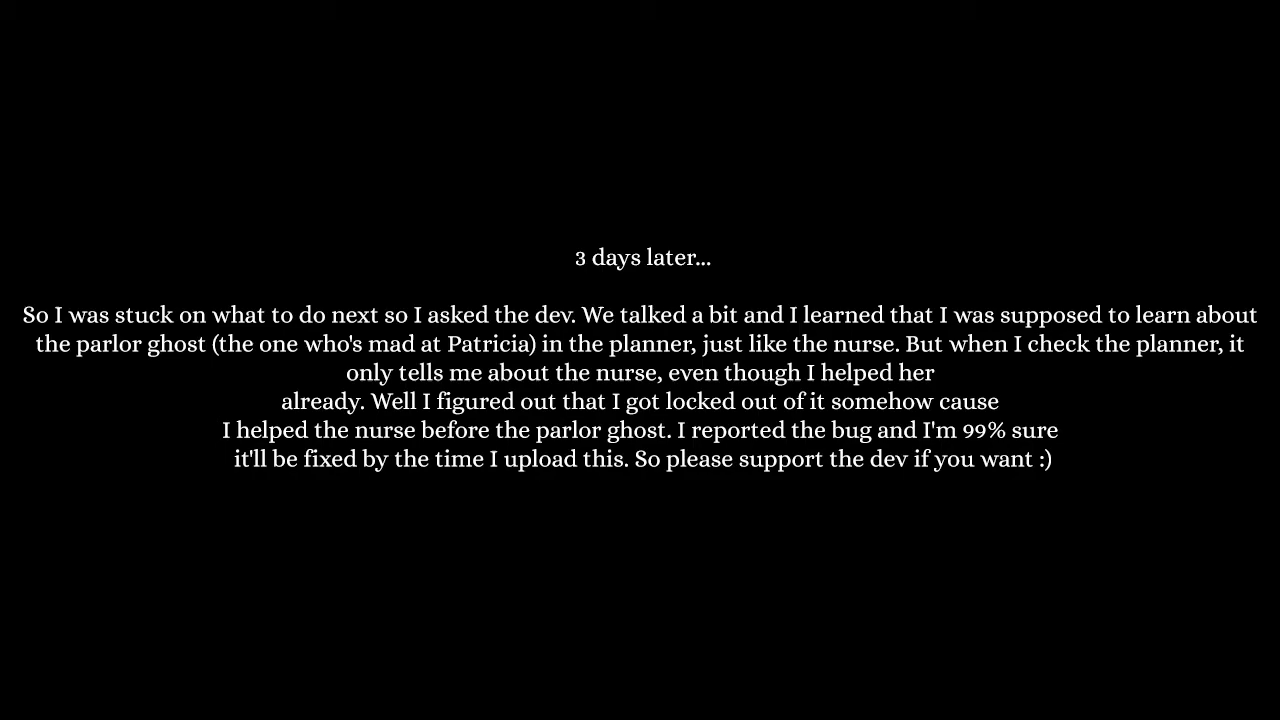 3 days later...
So I was stuck on what to do next so I asked the dev. We talked a bit and I learned that I was supposed to learn about
the parlor ghost (the one who's mad at Patricia) in the planner, just like the nurse. But when I check the planner, it
only tells me about the nurse, even though I helped her
already. Well I figured out that I got locked out of it somehow cause
I helped the nurse before the parlor ghost. I reported the bug and I'm 99% sure
it'll be fixed by the time I upload this. So please support the dev if you want :)